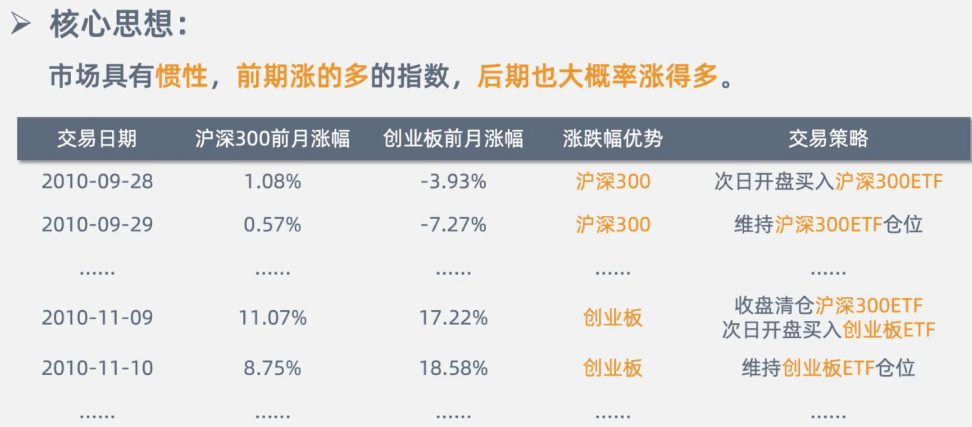 核心思想：
市场具有惯性，前期涨的多的指数，后期也大概率涨得多。
交易日期 沪深300前月涨幅 创业板前月涨幅 涨跌幅优势 交易策略
2010-09-28 1.08% -3.93% 沪深300 次日开盘买入沪深300ETF
2010-09-29 0.57% -7.27% 沪深300 维持沪深300ETF仓位
…… …… …… …… ……
2010-11-09 11.07% 17.22% 创业板 收盘清仓沪深300ETF
次日开盘买入创业板ETF
2010-11-10 8.75% 18.58% 创业板 维持创业板ETF仓位
…… …… …… …… ……